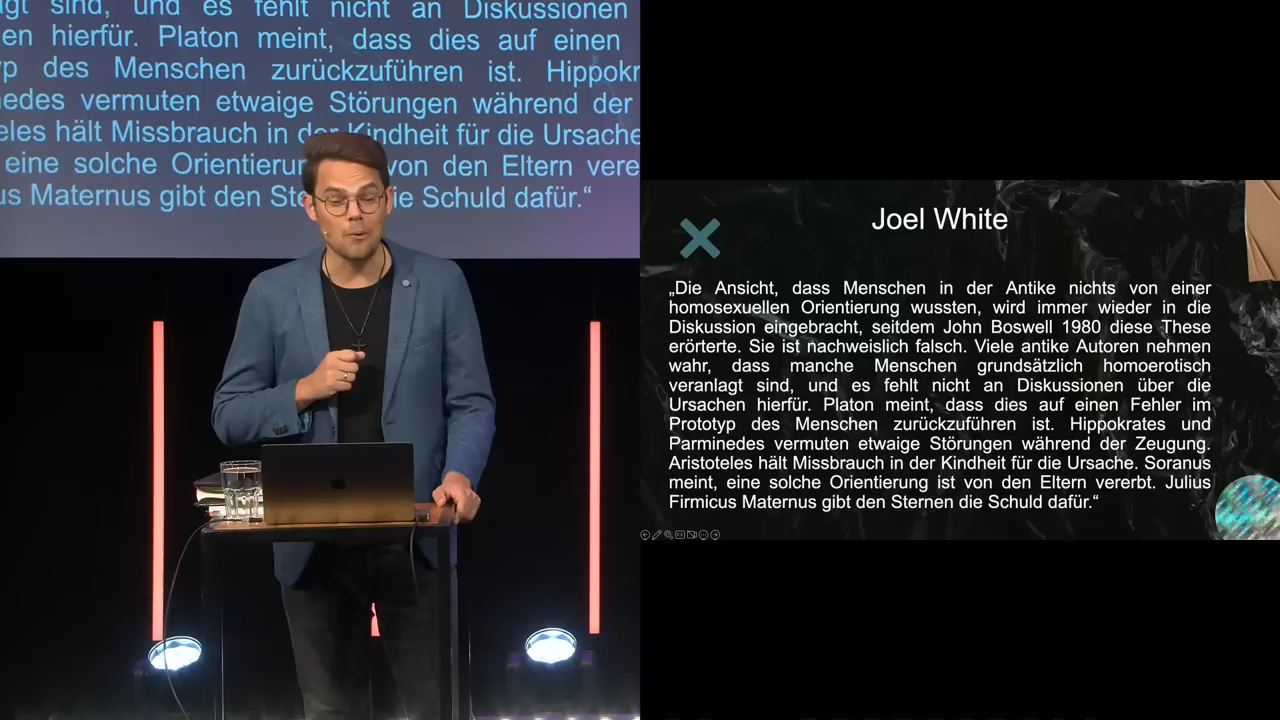 gt sind, und es fehlt nicht an Diskussionen
en hierfür. Platon meint, dass dies auf einen
yp des Menschen zurückzuführen ist. Hippokr
nedes vermuten etwaige Störungen während der
eles hält Missbrauch in der Kindheit für die Ursache
eine solche Orientierun von den Eltern vere
us Maternus gibt den Ste die Schuld dafür.“
Joel White
„Die Ansicht, dass Menschen in der Antike nichts von einer
homosexuellen Orientierung wussten, wird immer wieder in die
Diskussion eingebracht, seitdem John Boswell 1980 diese These
erörterte. Sie ist nachweislich falsch. Viele antike Autoren nehmen
wahr, dass manche Menschen grundsätzlich homoerotisch
veranlagt sind, und es fehlt nicht an Diskussionen über die
Ursachen hierfür. Platon meint, dass dies auf einen Fehler im
Prototyp des Menschen zurückzuführen ist. Hippokrates und
Parminedes vermuten etwaige Störungen während der Zeugung.
Aristoteles hält Missbrauch in der Kindheit für die Ursache. Soranus
meint, eine solche Orientierung ist von den Eltern vererbt. Julius
Firmicus Maternus gibt den Sternen die Schuld dafür.“